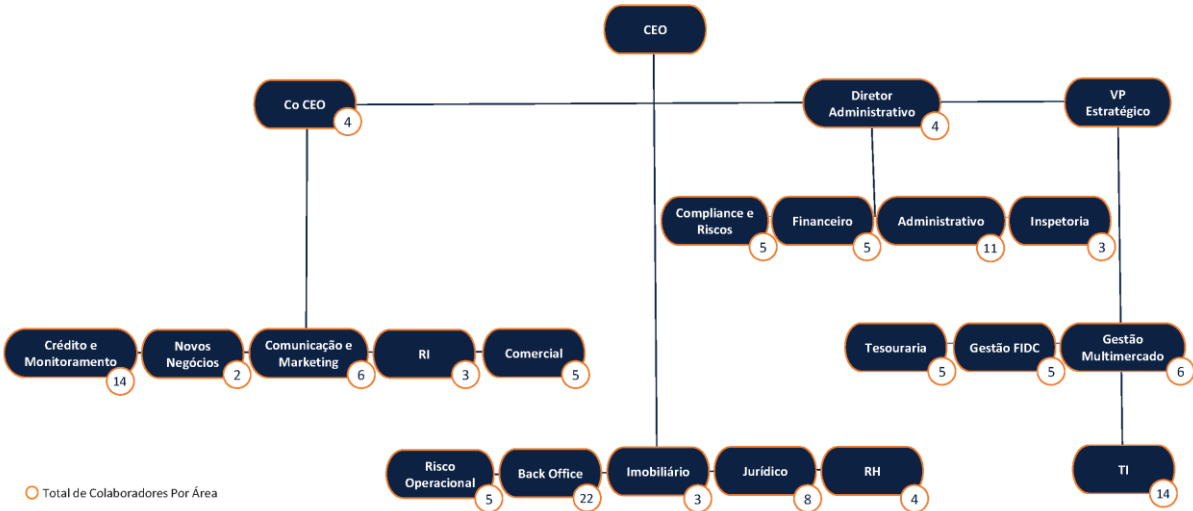 CEO
Co CEO
4
Diretor
Administrativo
4
VP
Estratégico
Compliance e
Riscos
5
Financeiro
5
Administrativo
11
Inspetoria
3
Crédito e
Monitoramento
14
Novos
Negócios
2
Comunicação e
Marketing
6
RI
3
Comercial
5
Tesouraria
5
Gestão FIDC
5
Gestão
Multimercado
6
Risco
Operacional
5
Back Office
22
Imobiliário
3
Jurídico
8
RH
4
TI
14
Total de Colaboradores Por Área